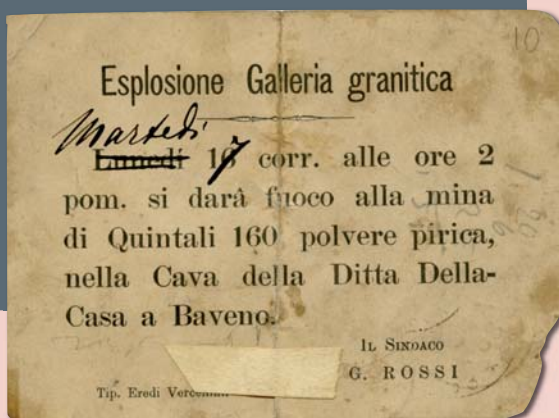 10
Esplosione Galleria granitica
Martedì
Lunedì 17 corr. alle ore 2
pom. si darà fuoco alla mina
di Quintali 160 polvere pirica,
nella Cava della Ditta Della-
Casa a Baveno.
IL SINDACO
G. ROSSI
Tip. Eredi